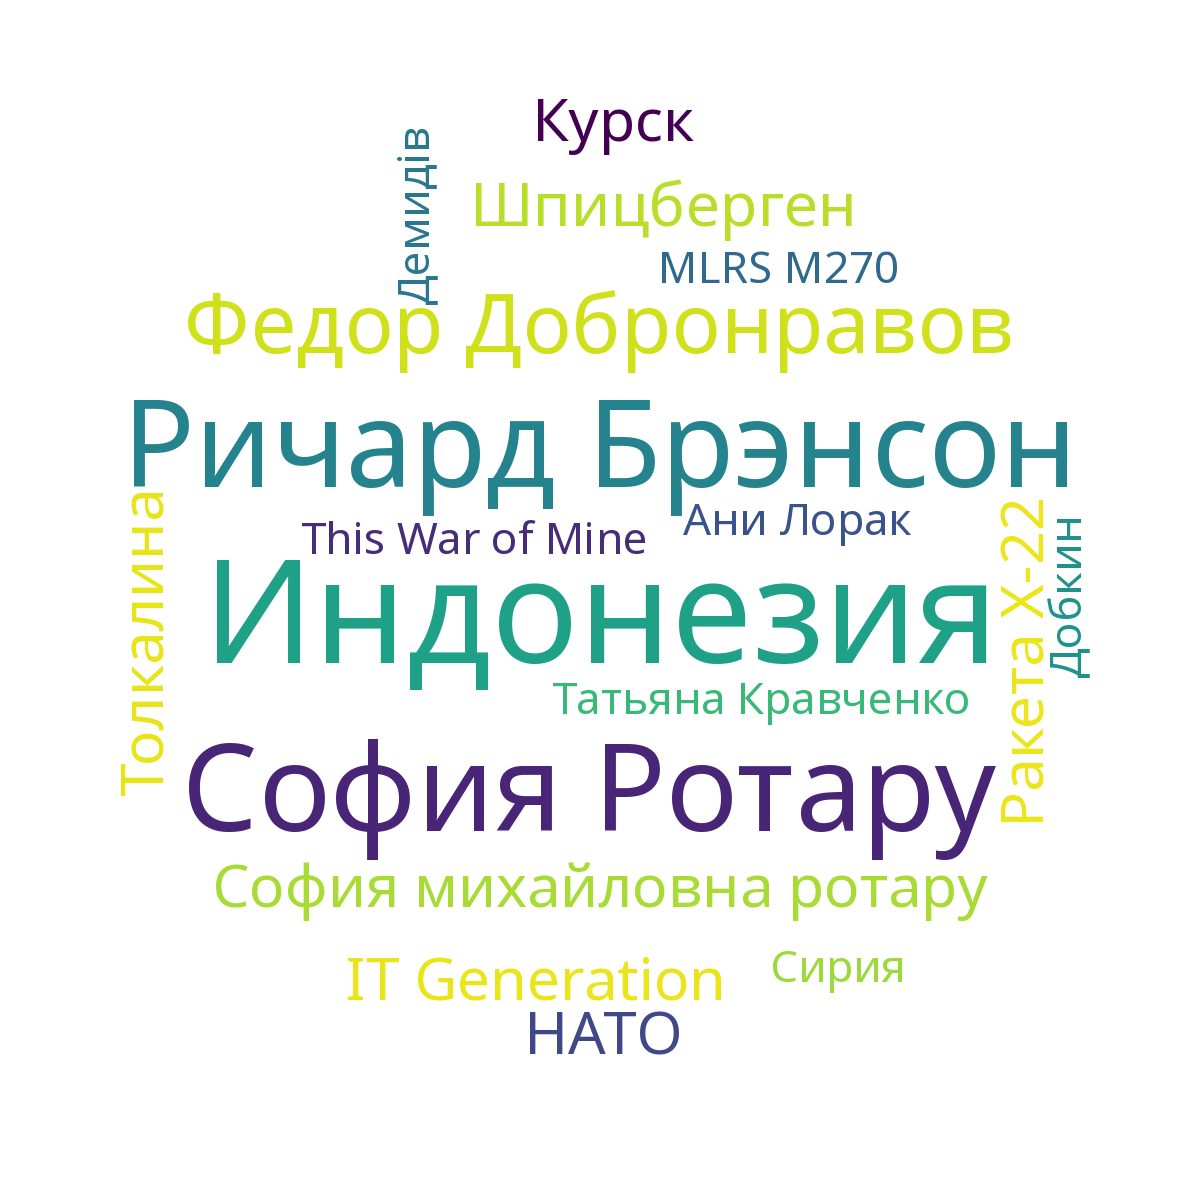 Курск
Демидів
Шпицберген
MLRS M270
Федор Добронравов
Ричард Брэнсон
Толкалина
This War of Mine
Ани Лорак
Ракета Х-22
Добкин
Индонезия
Татьяна Кравченко
София Ротару
София михайловна ротару
IT Generation
Сирия
НАТО